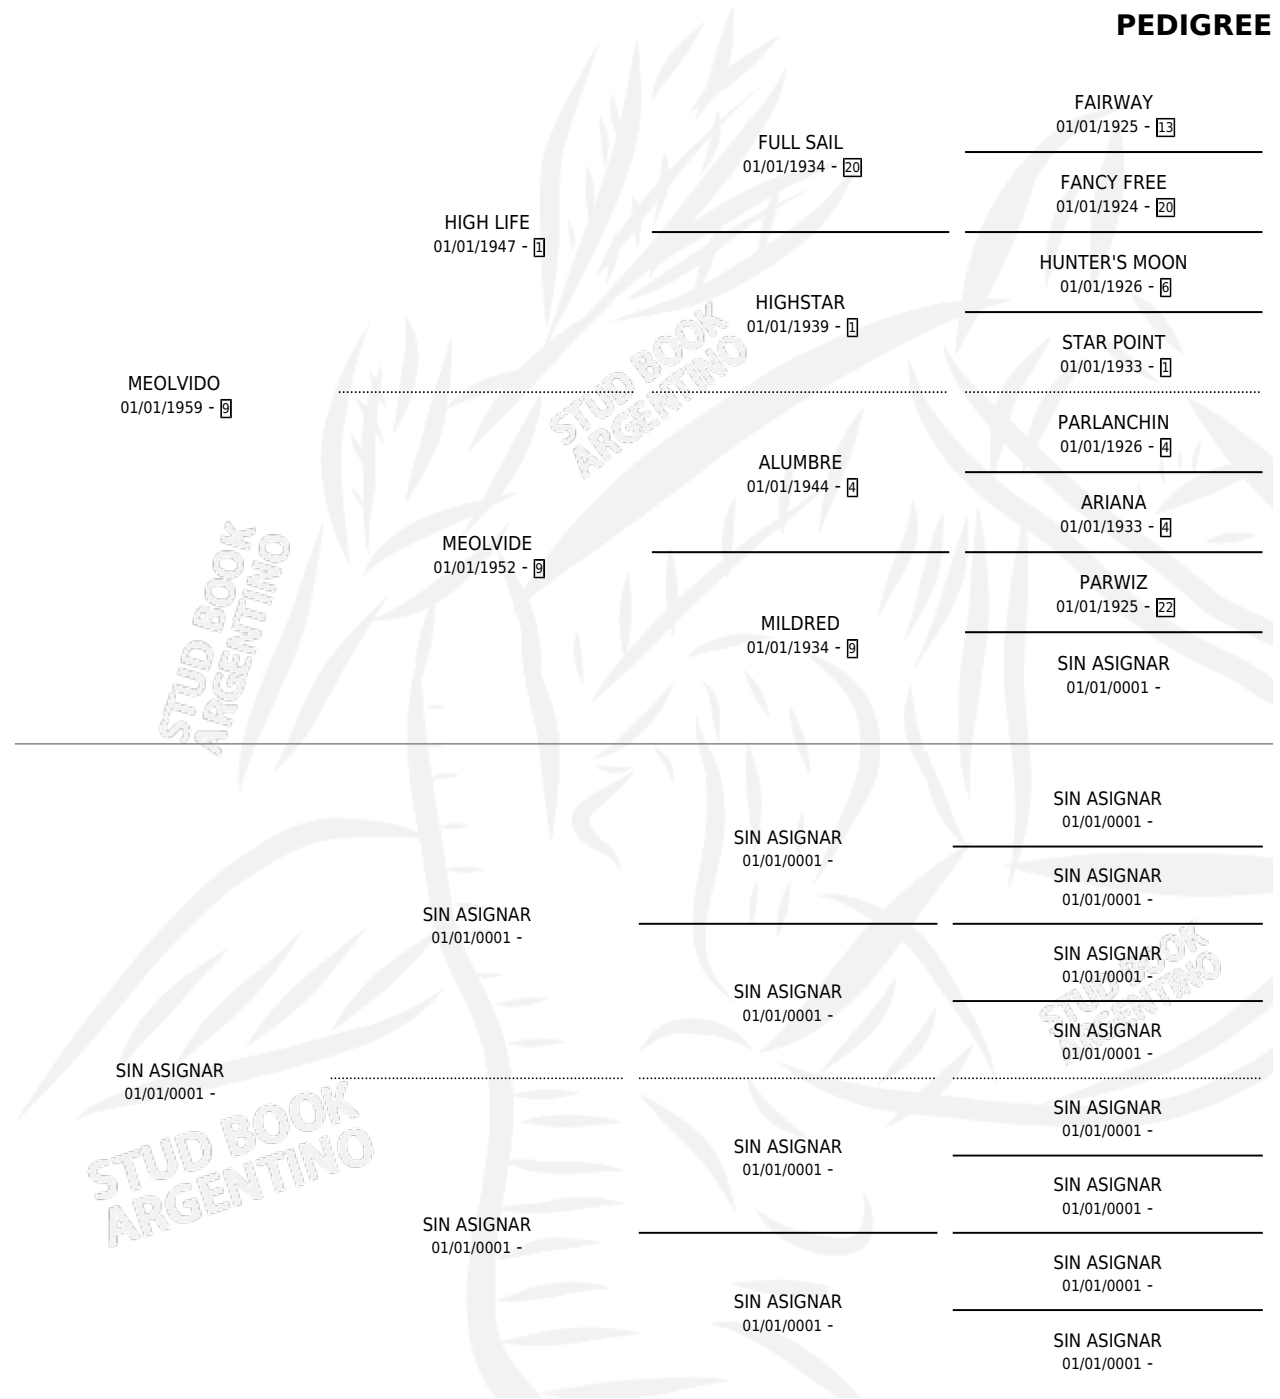 PEDIGREE
FAIRWAY
01/01/1925 - 13
FULL SAIL
01/01/1934 - 20
FANCY FREE
01/01/1924 - 20
HIGH LIFE
01/01/1947 - 1
HUNTER'S MOON
01/01/1926 - 6
HIGHSTAR
01/01/1939 - 1
STAR POINT
01/01/1933 - 1
MEOLVIDO
01/01/1959 - 9
PARLANCHIN
01/01/1926 - 4
ALUMBRE
01/01/1944 - 4
ARIANA
01/01/1933 - 4
MEOLVIDE
01/01/1952 - 9
PARWIZ
01/01/1925 - 22
MILDRED
01/01/1934 - 9
SIN ASIGNAR
01/01/0001 -
STUD BOOK
ARGENTINO
STUD BOOK
ARGENTINO
SIN ASIGNAR
01/01/0001 -
SIN ASIGNAR
01/01/0001 -
SIN ASIGNAR
01/01/0001 -
SIN ASIGNAR
01/01/0001 -
SIN ASIGNAR
01/01/0001 -
SIN ASIGNAR
01/01/0001 -
SIN ASIGNAR
01/01/0001 -
SIN ASIGNAR
01/01/0001 -
SIN ASIGNAR
01/01/0001 -
SIN ASIGNAR
01/01/0001 -
SIN ASIGNAR
01/01/0001 -
SIN ASIGNAR
01/01/0001 -
SIN ASIGNAR
01/01/0001 -
SIN ASIGNAR
01/01/0001 -
SIN ASIGNAR
01/01/0001 -
STUD BOOK
ARGENTINO
STUD BOOK
ARGENTINO